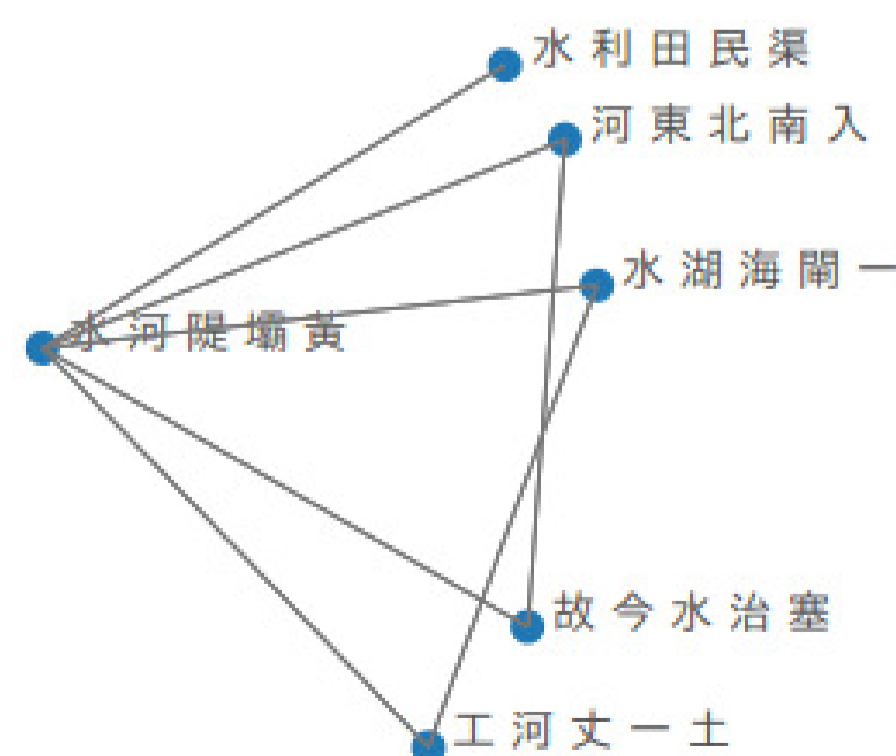 水 利 田 民 渠
河 東 北 南 入
水 湖 海 閘 一
水 河 隄 壩 黃
故 今 水 治 塞
工 河 丈 一 土